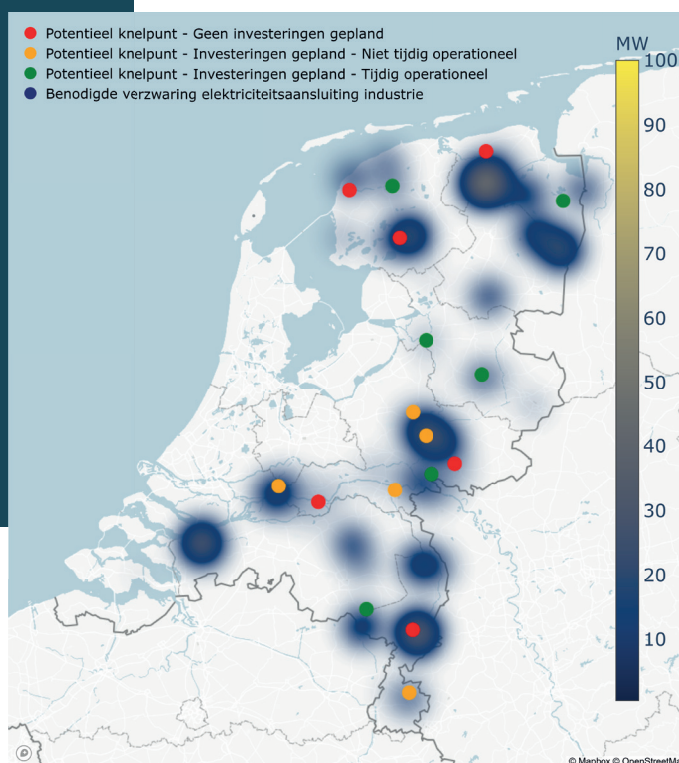 Potentieel knelpunt - Geen investeringen gepland
Potentieel knelpunt - Investeringen gepland - Niet tijdig operationeel
Potentieel knelpunt - Investeringen gepland - Tijdig operationeel
Benodigde verzwaring elektriciteitsaansluiting industrie
MW
100
90
80
70
60
50
40
30
20
10
© Mapbox © OpenStreetMa